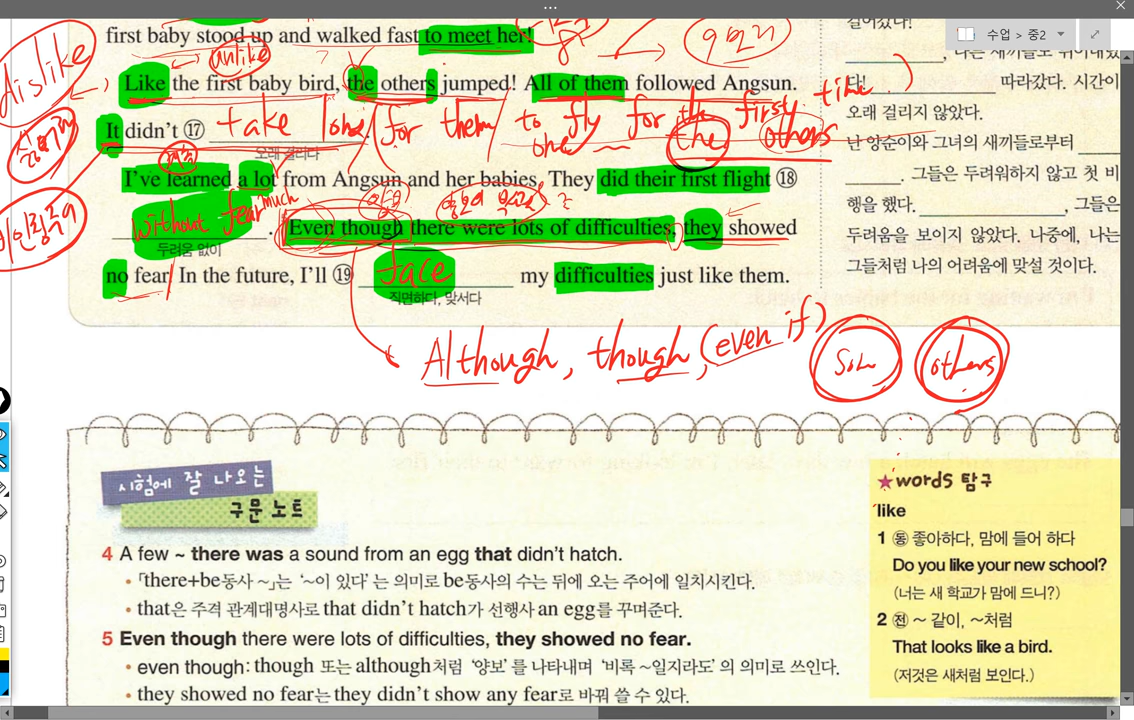 수업 > 중2
first baby stood up and walked fast to meet her!
unlike
dislike
Like the first baby bird, the others jumped! All of them followed Angsun.
It didn't ⑰ take long (for them) to fly for the first time
오래 걸리다
one the others
비인칭주어
I've learned a lot from Angsun and her babies. They did their first flight ⑱
much
without fear. Even though there were lots of difficulties, they showed
두려움 없이
no fear. In the future, I'll ⑲ face my difficulties just like them.
직면하다, 맞서다
Although, though, (even if)
others
걸어갔다!
따라갔다. 시간이
오래 걸리지 않았다.
난 앙순이와 그녀의 새끼들로부터
. 그들은 두려워하지 않고 첫 비
행을 했다. , 그들은
두려움을 보이지 않았다. 나중에, 나는
그들처럼 나의 어려움에 맞설 것이다.
시험에 잘 나오는
구문 노트
4 A few ~ there was a sound from an egg that didn't hatch.
• 「there+be동사 ~」는 '~이 있다' 는 의미로 be동사의 수는 뒤에 오는 주어에 일치시킨다.
• that은 주격 관계대명사로 that didn't hatch가 선행사 an egg를 꾸며준다.
5 Even though there were lots of difficulties, they showed no fear.
• even though: though 또는 although처럼 '양보' 를 나타내며 '비록 ~일지라도' 의 의미로 쓰인다.
• they showed no fear는 they didn't show any fear로 바꿔 쓸 수 있다.
★words 탐구
like
1 동 좋아하다, 맘에 들어 하다
Do you like your new school?
(너는 새 학교가 맘에 드니?)
2 전 ~ 같이, ~처럼
That looks like a bird.
(저것은 새처럼 보인다.)